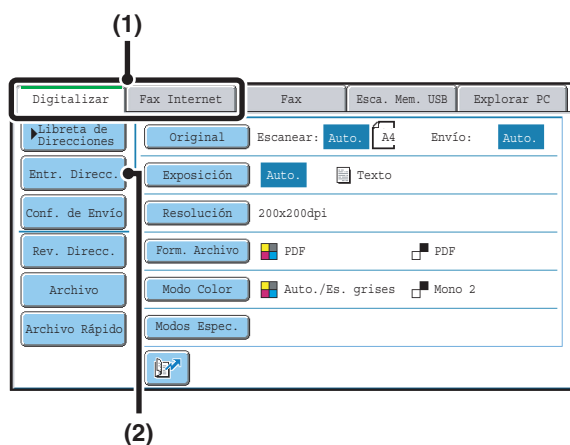 (1)
Digitalizar Fax Internet Fax Esca. Mem. USB Explorar PC
Libreta de
Direcciones
Original Escanear: Auto. A4 Envío: Auto.
Entr. Direcc. Exposición Auto. Texto
Conf. de Envío Resolución 200x200dpi
Rev. Direcc. Form. Archivo PDF PDF
Archivo Modo Color Auto./Es. grises Mono 2
Archivo Rápido Modos Espec.
(2)